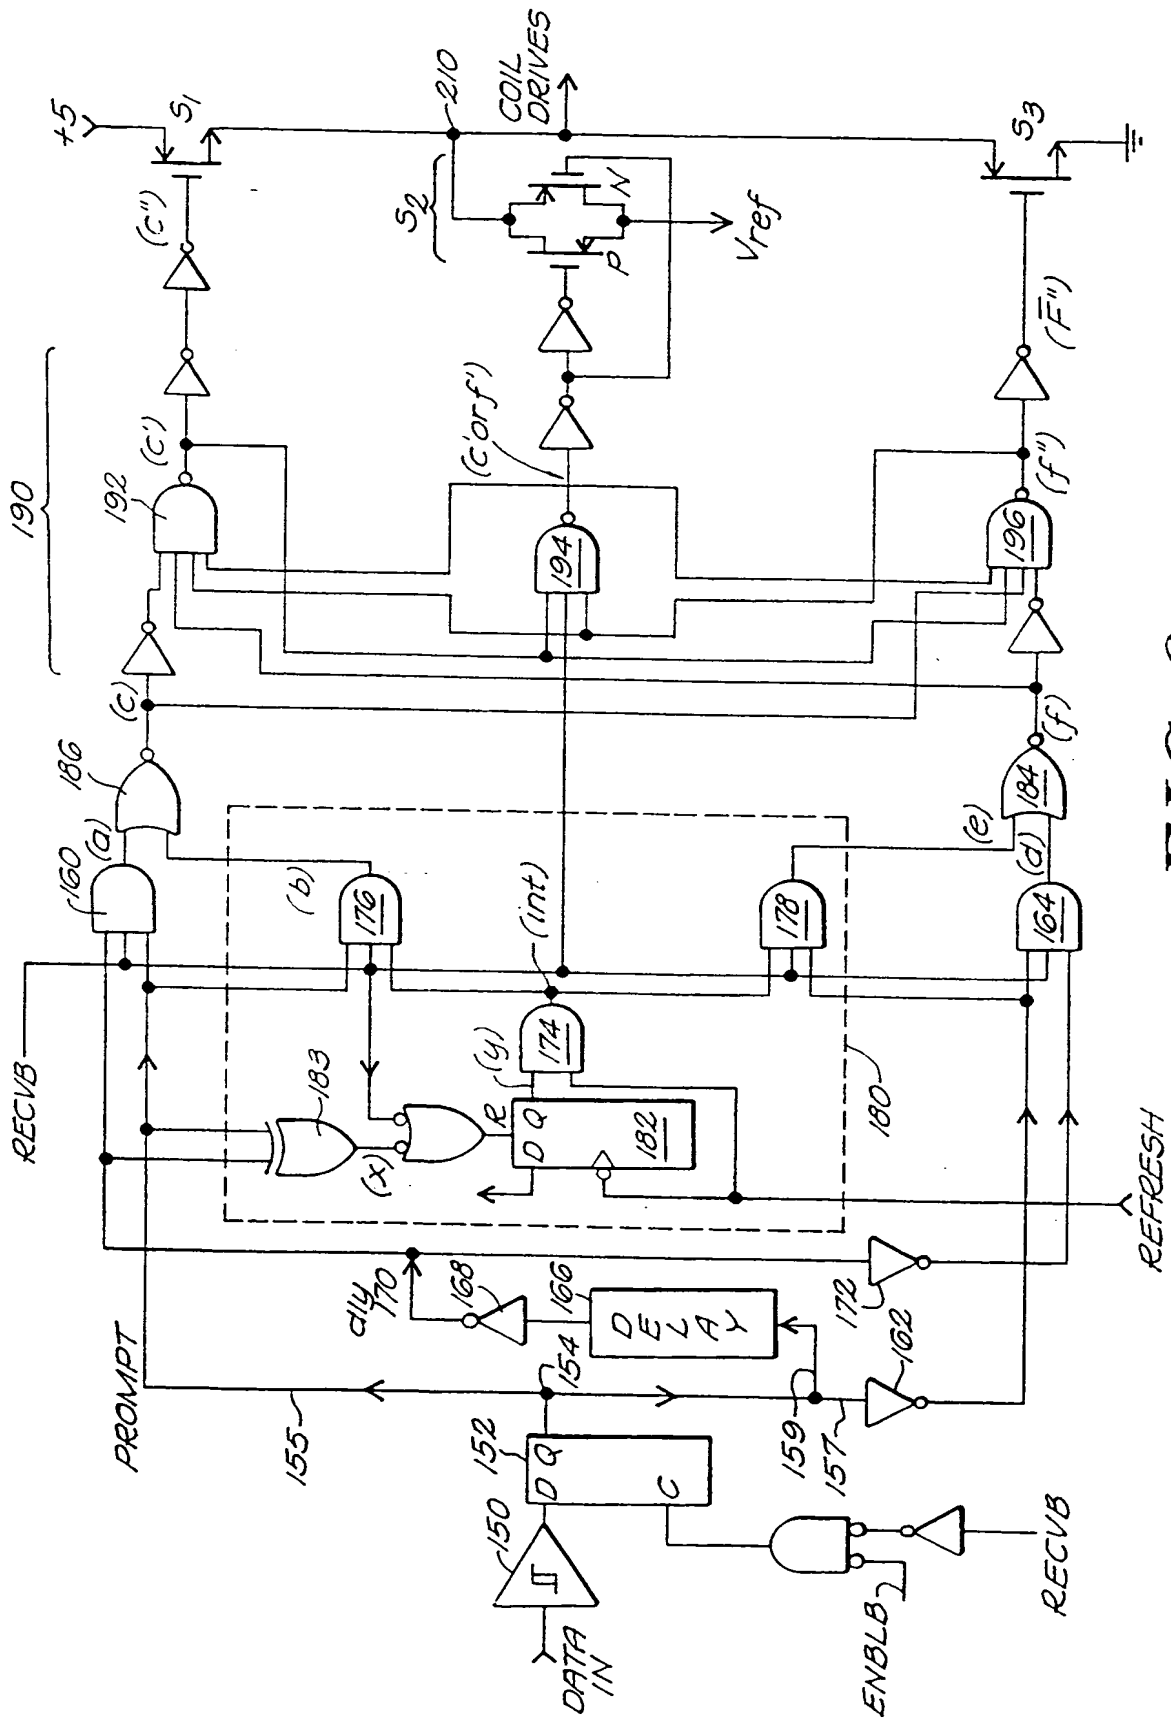 +5
S1
190
(c")
(c')
192
(c)
186
(a)
160
RECVB
PROMPT
155
210
COIL
DRIVES
S2
N
P
Vref
(c'orf')
194
(b)
176
(int)
174
(y)
183
(x)
R
D Q
182
dly
170
168
166
DELAY
154
159
157
152
D Q
C
150
DATA
IN
S3
(F̅")
(f")
196
(f)
184
(e)
(d)
178
164
180
REFRESH
172
162
ENBLB
RECVB